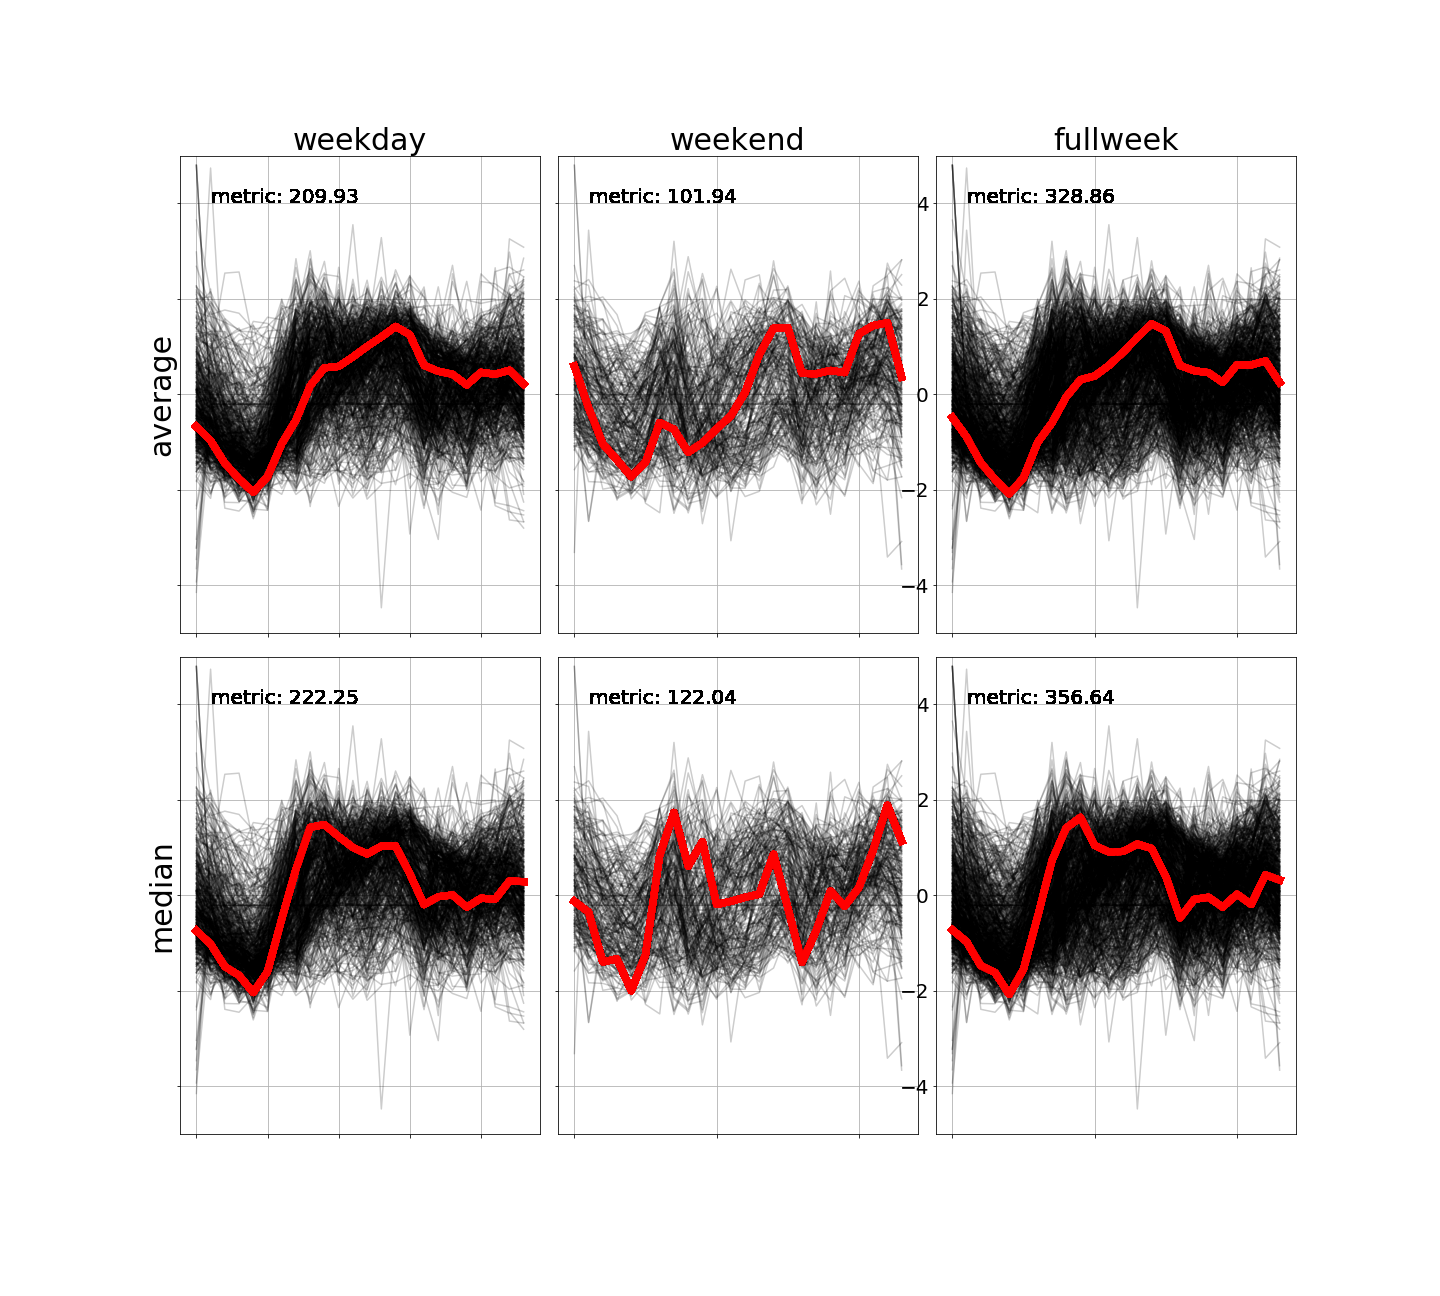 weekday
weekend
fullweek
average
metric: 209.93
metric: 101.94
metric: 328.86
4
2
0
−2
−4
median
metric: 222.25
metric: 122.04
metric: 356.64
4
2
0
−2
−4